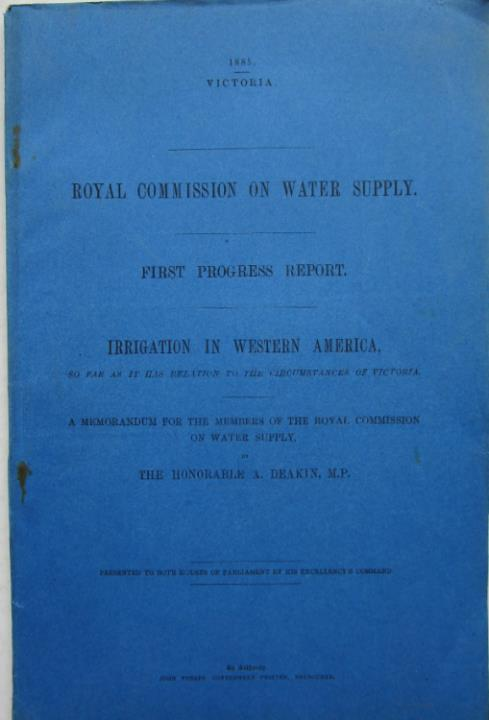 1885.
VICTORIA.
ROYAL COMMISSION ON WATER SUPPLY.
FIRST PROGRESS REPORT.
IRRIGATION IN WESTERN AMERICA,
SO FAR AS IT HAS RELATION TO THE CIRCUMSTANCES OF VICTORIA.
A MEMORANDUM FOR THE MEMBERS OF THE ROYAL COMMISSION
ON WATER SUPPLY,
BY
THE HONORABLE A. DEAKIN, M.P.
PRESENTED TO BOTH HOUSES OF PARLIAMENT BY HIS EXCELLENCY'S COMMAND
By Authority
JOHN FERRES, GOVERNMENT PRINTER, MELBOURNE.